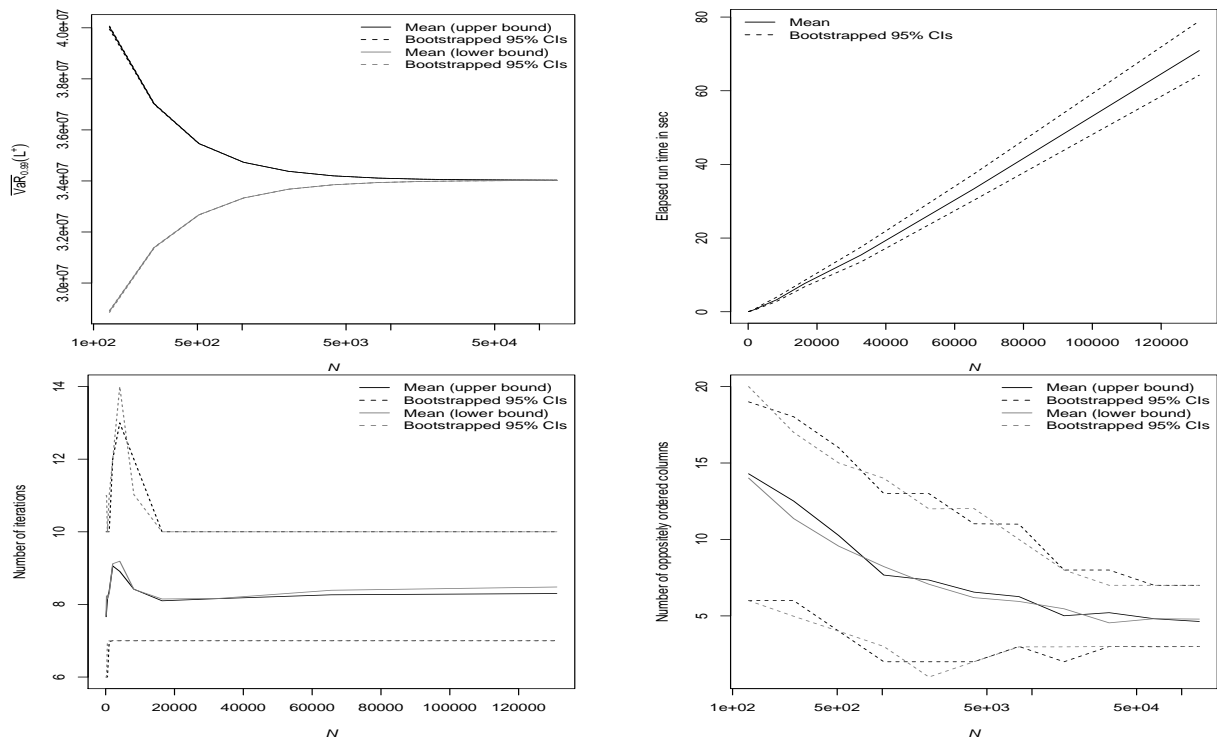 Mean (upper bound)
Bootstrapped 95% CIs
Mean (lower bound)
Bootstrapped 95% CIs
4.0e+07
3.8e+07
3.6e+07
3.4e+07
3.2e+07
3.0e+07
VaR0.99(L+)
1e+02 5e+02 5e+03 5e+04
N
Mean
Bootstrapped 95% CIs
80
60
40
20
0
Elapsed run time in sec
0 20000 40000 60000 80000 100000 120000
N
Mean (upper bound)
Bootstrapped 95% CIs
Mean (lower bound)
Bootstrapped 95% CIs
14
12
10
8
6
Number of iterations
0 20000 40000 60000 80000 100000 120000
N
Mean (upper bound)
Bootstrapped 95% CIs
Mean (lower bound)
Bootstrapped 95% CIs
20
15
10
5
Number of oppositely ordered columns
1e+02 5e+02 5e+03 5e+04
N